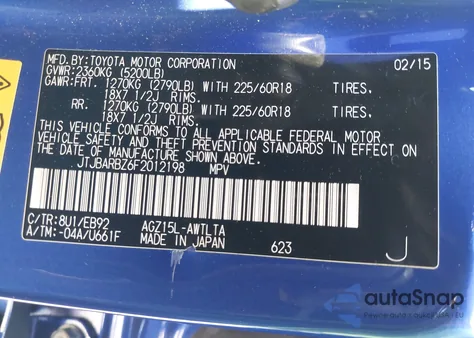 MFD.BY:TOYOTA MOTOR CORPORATION 02/15
GVWR:2360KG (5200LB)
GAWR:FRT. 1270KG (2790LB) WITH 225/60R18 TIRES.
18X7 1/2J RIMS.
RR. 1270KG (2790LB) WITH 225/60R18 TIRES.
18X7 1/2J RIMS.
THIS VEHICLE CONFORMS TO ALL APPLICABLE FEDERAL MOTOR
VEHICLE SAFETY AND THEFT PREVENTION STANDARDS IN EFFECT ON
THE DATE OF MANUFACTURE SHOWN ABOVE.
JTJBARBZ6F2012198 MPV
C/TR:8U1/EB92 AGZ15L-AWTLTA
A/TM:-04A/U661F MADE IN JAPAN 623 J
autoSnap